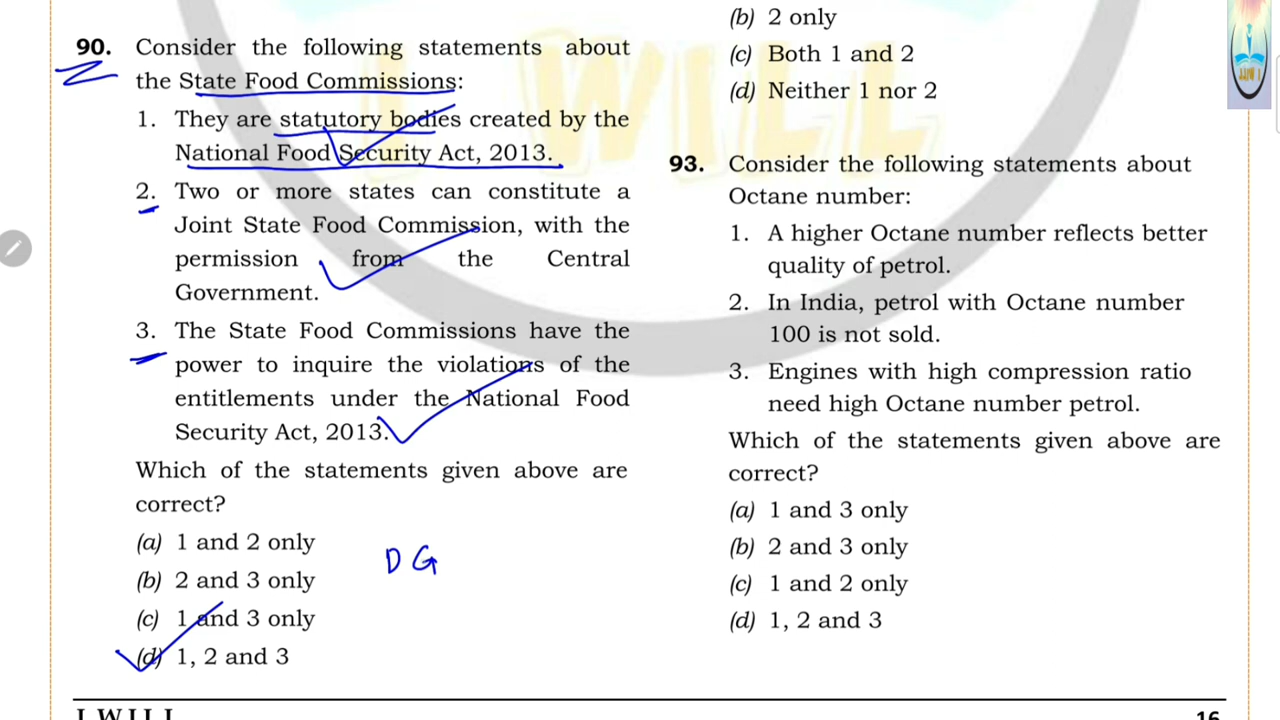 90. Consider the following statements about
the State Food Commissions:
1. They are statutory bodies created by the
National Food Security Act, 2013.
2. Two or more states can constitute a
Joint State Food Commission, with the
permission from the Central
Government.
3. The State Food Commissions have the
power to inquire the violations of the
entitlements under the National Food
Security Act, 2013.
Which of the statements given above are
correct?
(a) 1 and 2 only
(b) 2 and 3 only
(c) 1 and 3 only
(d) 1, 2 and 3
D G
(b) 2 only
(c) Both 1 and 2
(d) Neither 1 nor 2
93. Consider the following statements about
Octane number:
1. A higher Octane number reflects better
quality of petrol.
2. In India, petrol with Octane number
100 is not sold.
3. Engines with high compression ratio
need high Octane number petrol.
Which of the statements given above are
correct?
(a) 1 and 3 only
(b) 2 and 3 only
(c) 1 and 2 only
(d) 1, 2 and 3
I WILL
16
I WILL